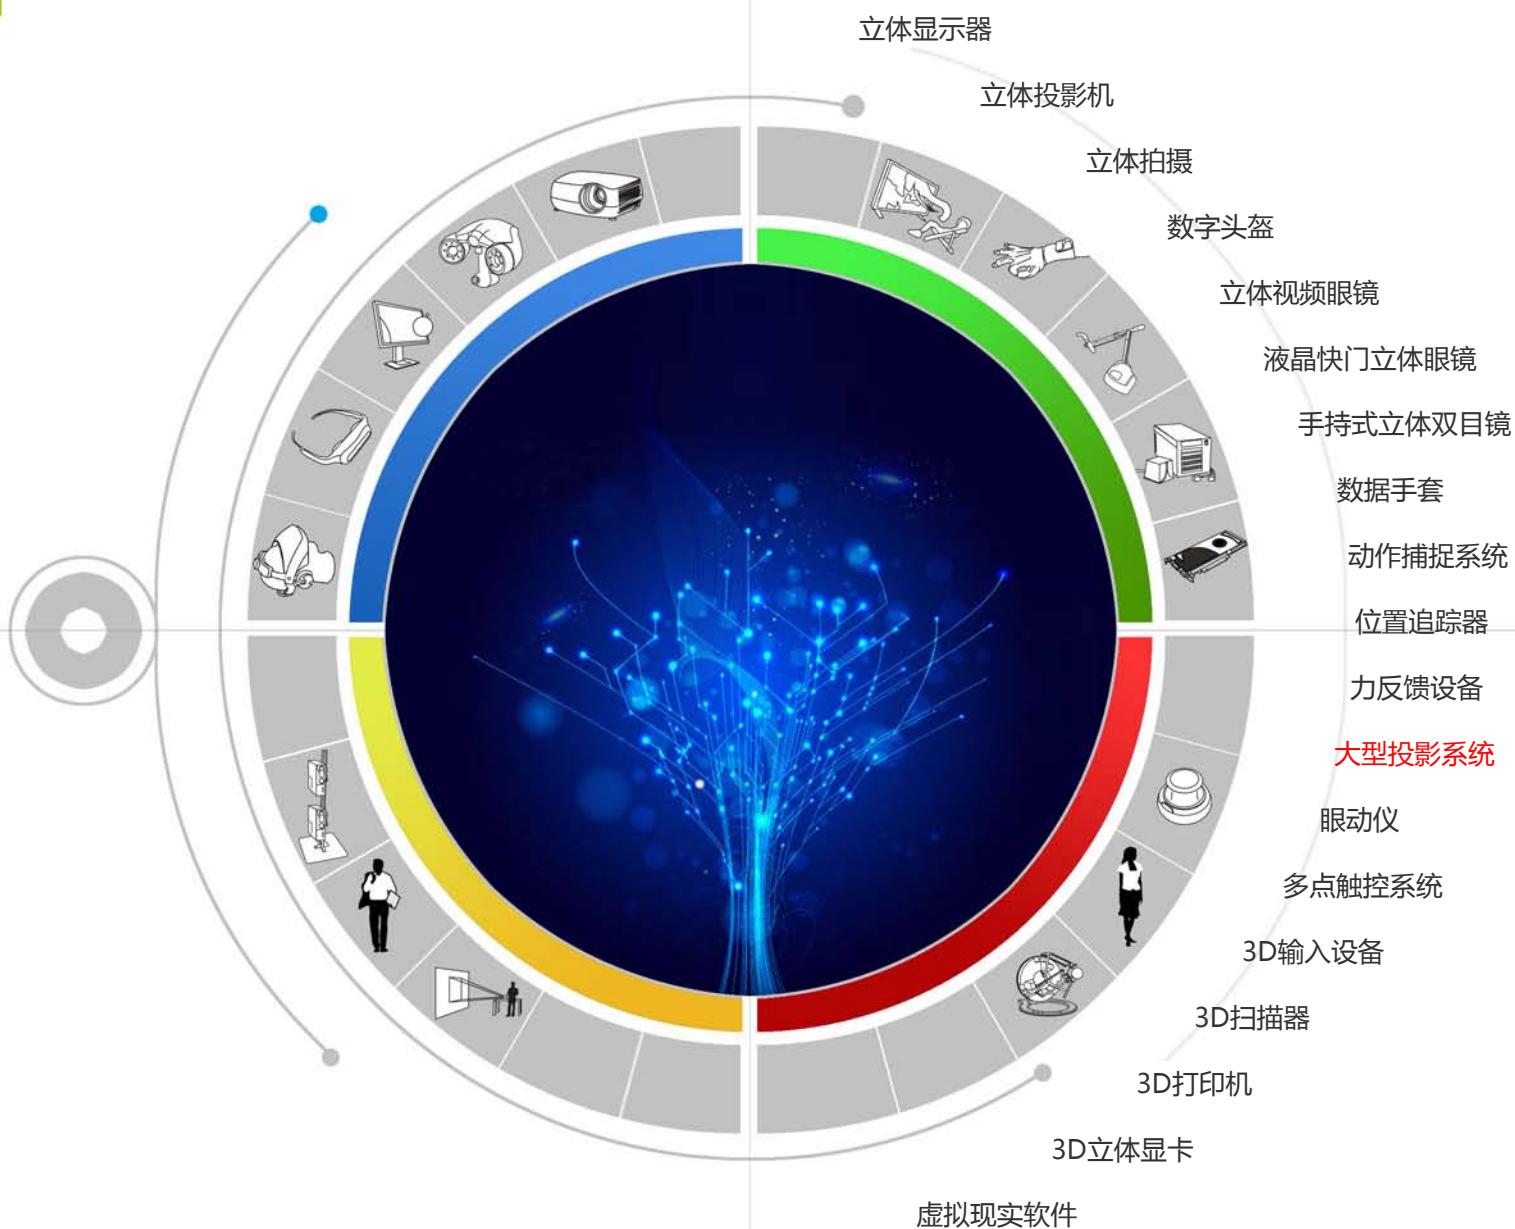 立体显示器
立体投影机
立体拍摄
数字头盔
立体视频眼镜
液晶快门立体眼镜
手持式立体双目镜
数据手套
动作捕捉系统
位置追踪器
力反馈设备
大型投影系统
眼动仪
多点触控系统
3D输入设备
3D扫描器
3D打印机
3D立体显卡
虚拟现实软件